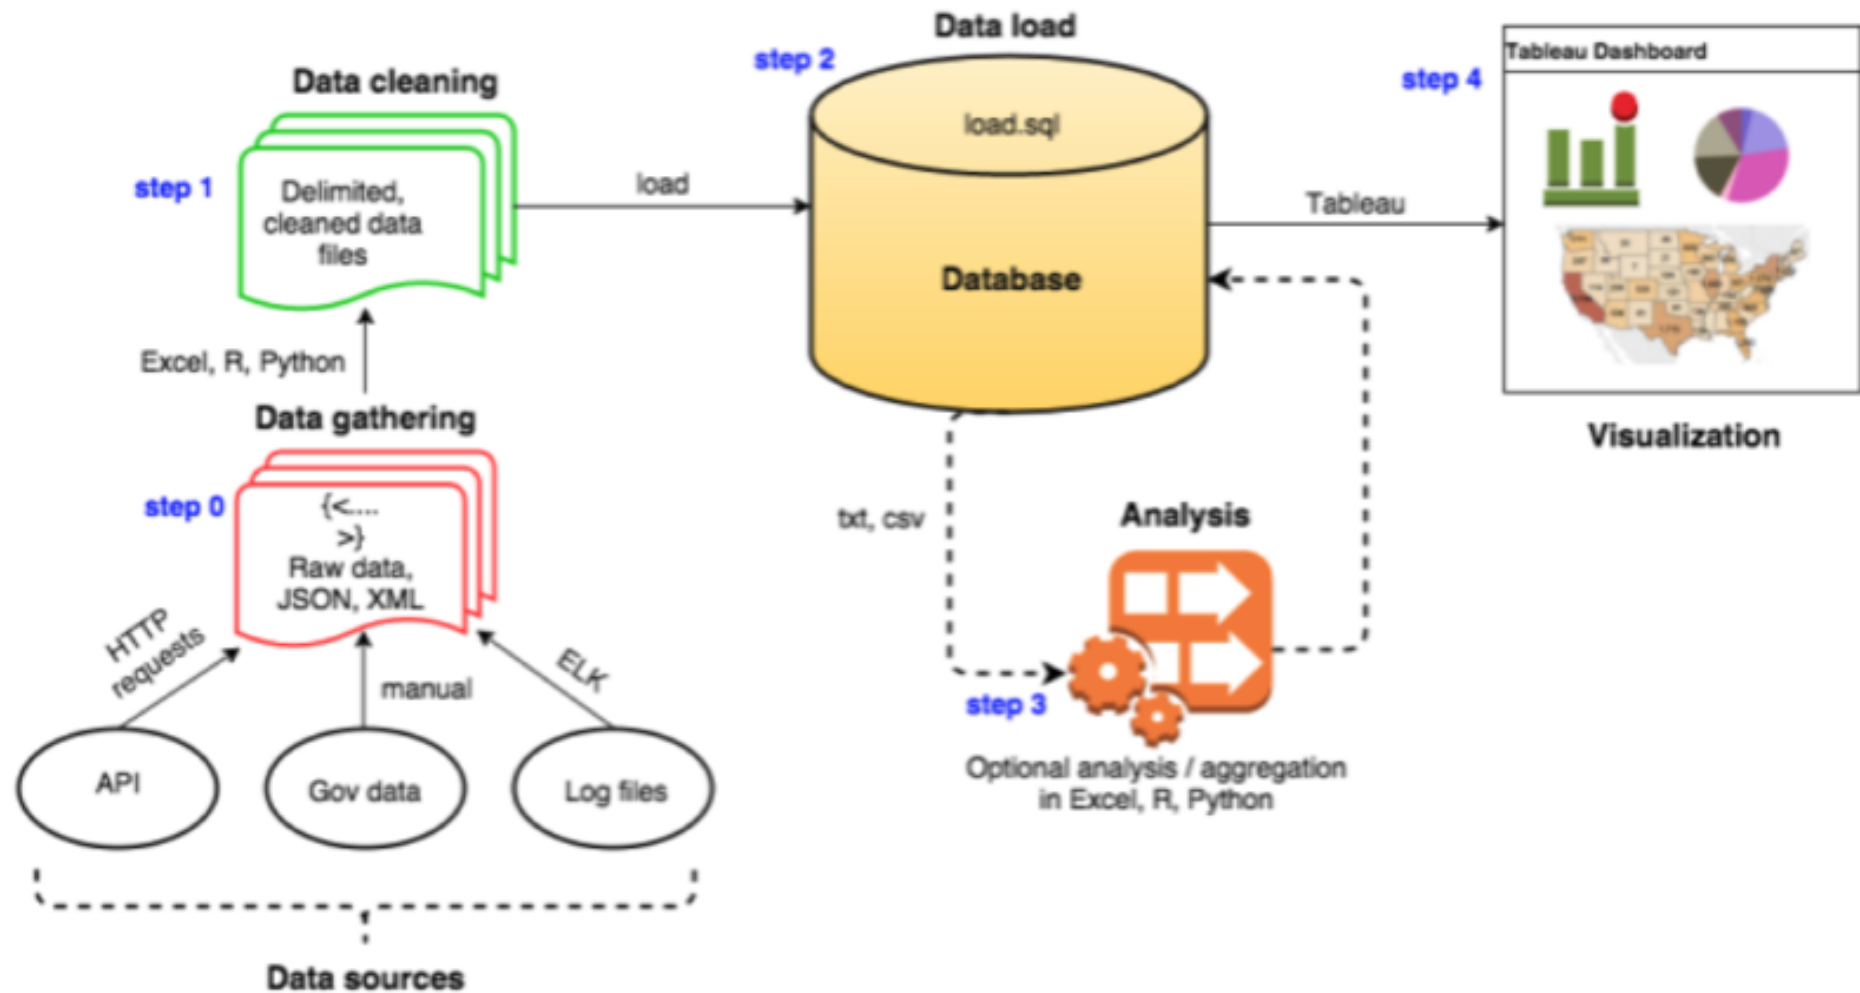 Data load
step 2
load.sql
Database
Data cleaning
step 1
Delimited,
cleaned data
files
load
Tableau
step 4
Tableau Dashboard
Visualization
Excel, R, Python
Data gathering
step 0
{<....
>}
Raw data,
JSON, XML
HTTP
requests
manual
ELK
API
Gov data
Log files
Data sources
txt, csv
Analysis
step 3
Optional analysis / aggregation
in Excel, R, Python